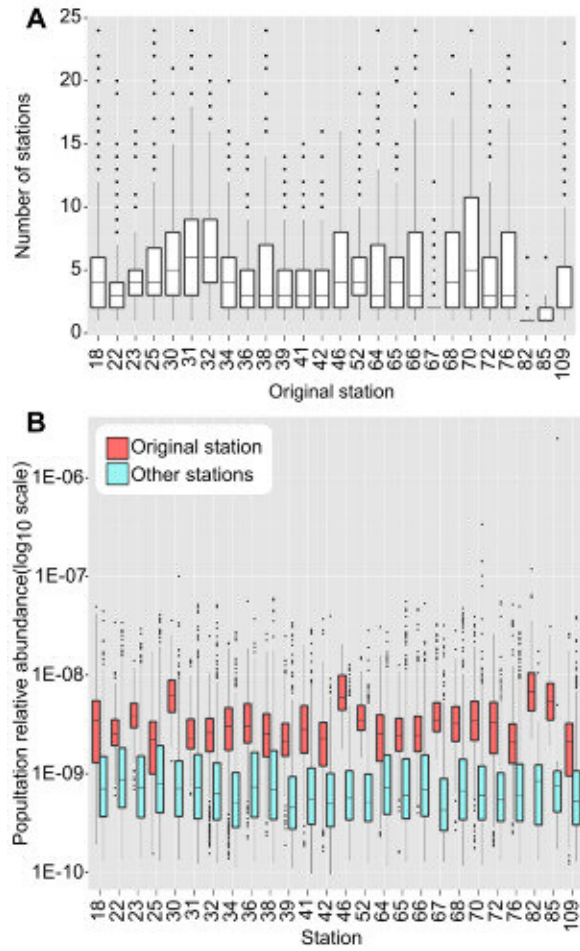 A
Number of stations
25
20
15
10
5
0
18 22 23 25 30 31 32 34 36 38 39 41 42 46 52 64 65 66 67 68 70 72 76 82 85 109
Original station
B
Original station
Other stations
Popultation relative abundance(log10 scale)
1E-06
1E-07
1E-08
1E-09
1E-10
18 22 23 25 30 31 32 34 36 38 39 41 42 46 52 64 65 66 67 68 70 72 76 82 85 109
Station